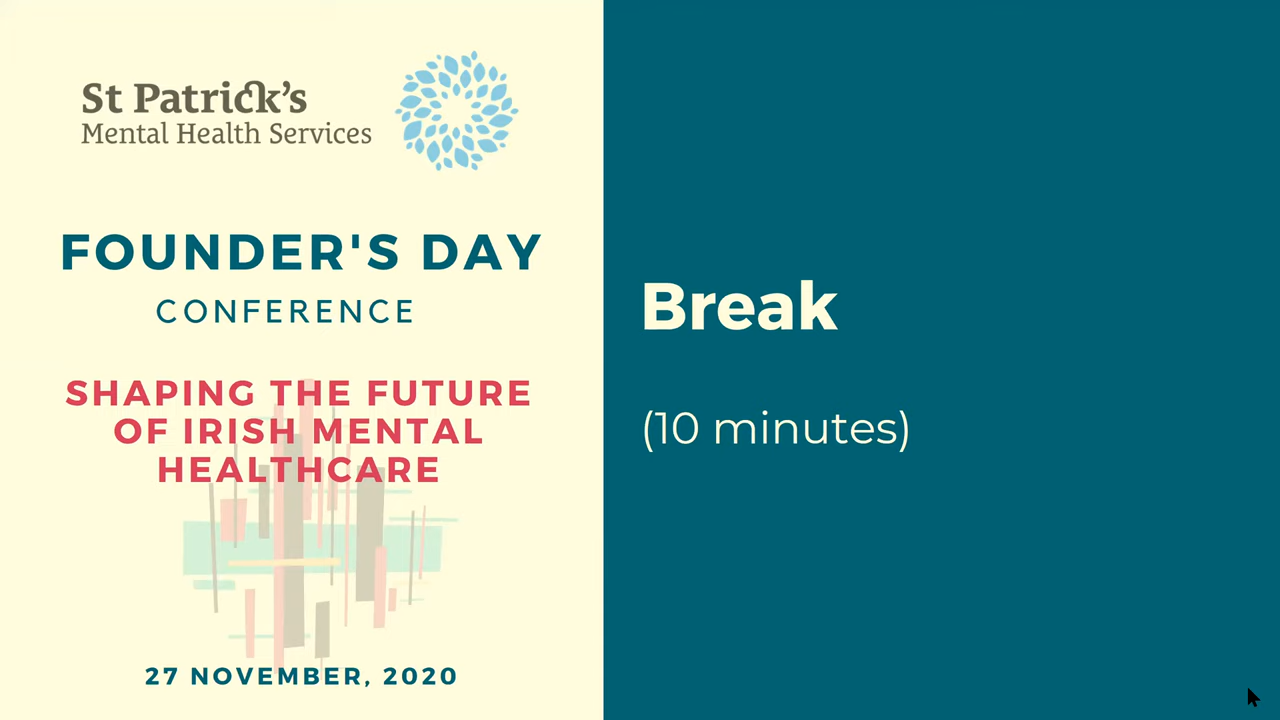 St Patrick's
Mental Health Services
FOUNDER'S DAY
CONFERENCE
SHAPING THE FUTURE
OF IRISH MENTAL
HEALTHCARE
27 NOVEMBER, 2020
Break
(10 minutes)